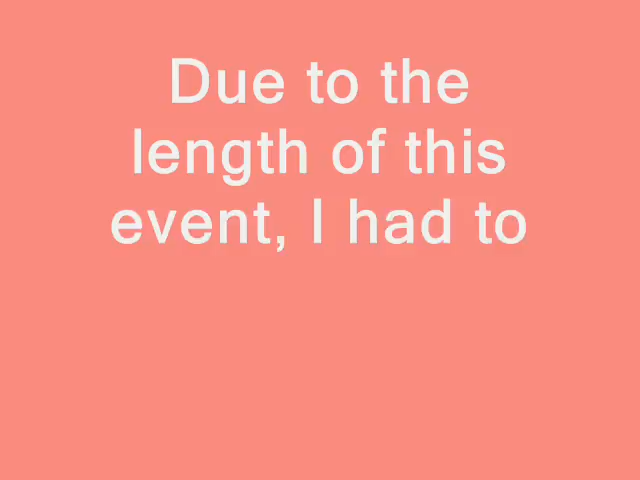 Due to the
length of this
event, I had to